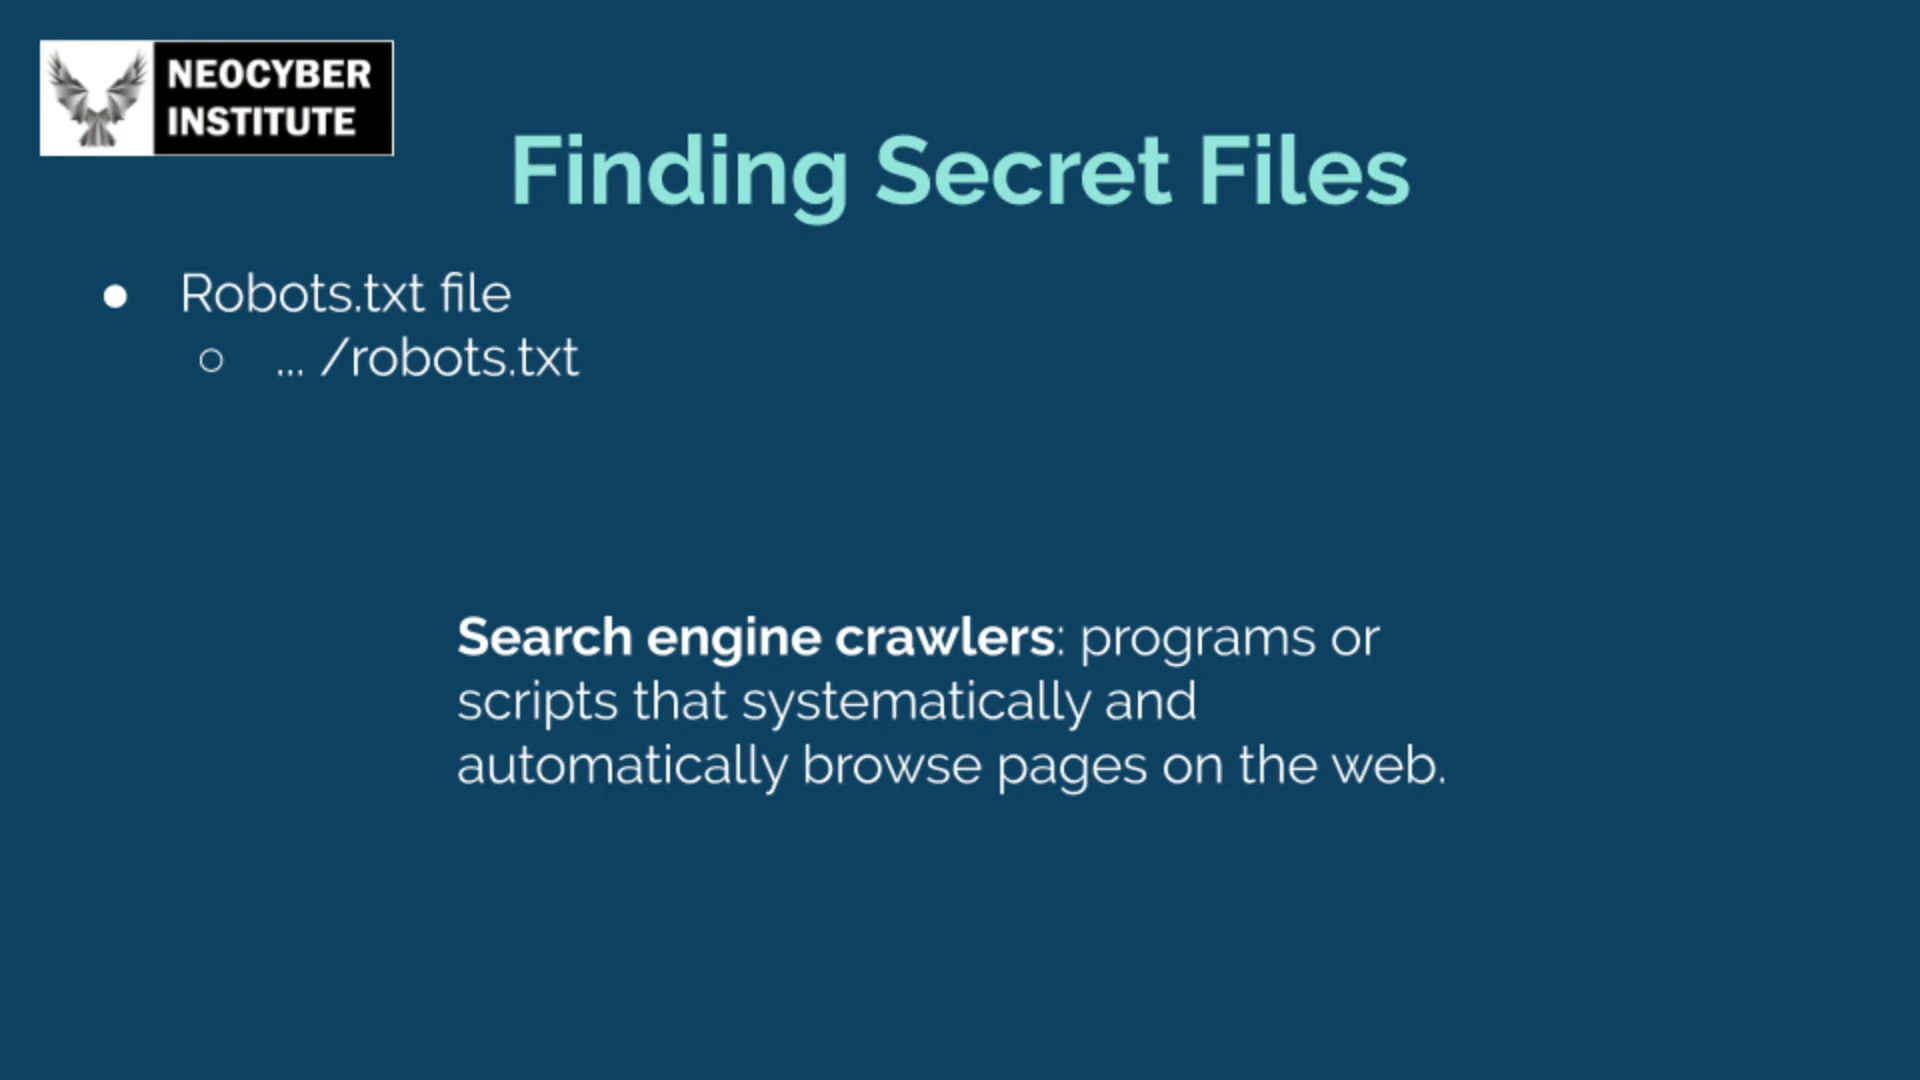 NEOCYBER
INSTITUTE
Finding Secret Files
● Robots.txt file
○ ... /robots.txt
Search engine crawlers: programs or
scripts that systematically and
automatically browse pages on the web.